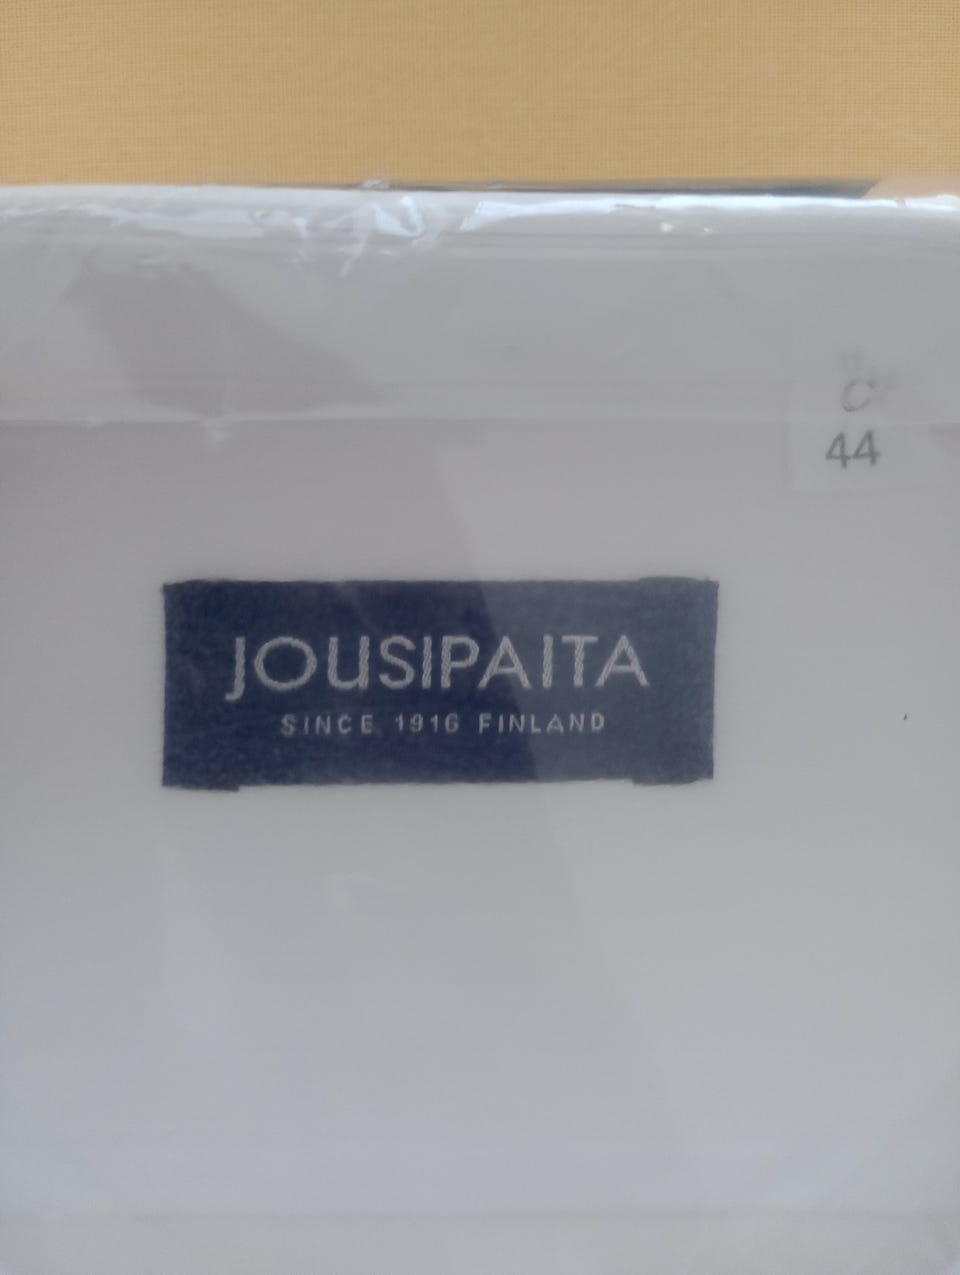 C
44
JOUSIPAITA
SINCE 1916 FINLAND